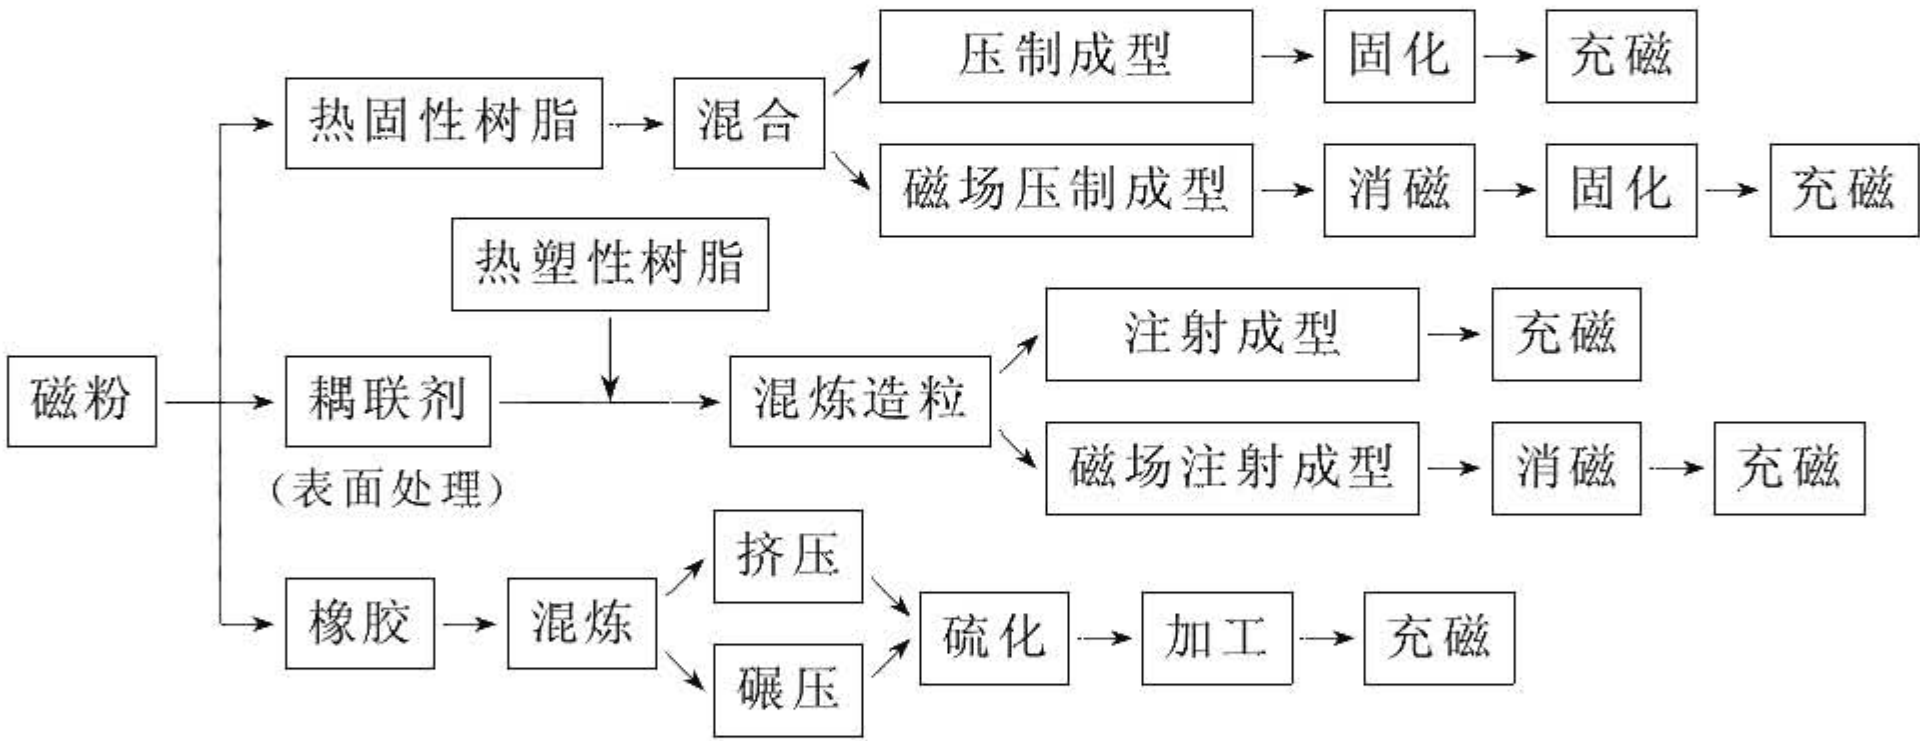 压制成型
固化
充磁
热固性树脂
混合
磁场压制成型
消磁
固化
充磁
热塑性树脂
注射成型
充磁
磁粉
耦联剂
混炼造粒
磁场注射成型
消磁
充磁
(表面处理)
挤压
橡胶
混炼
硫化
加工
充磁
碾压